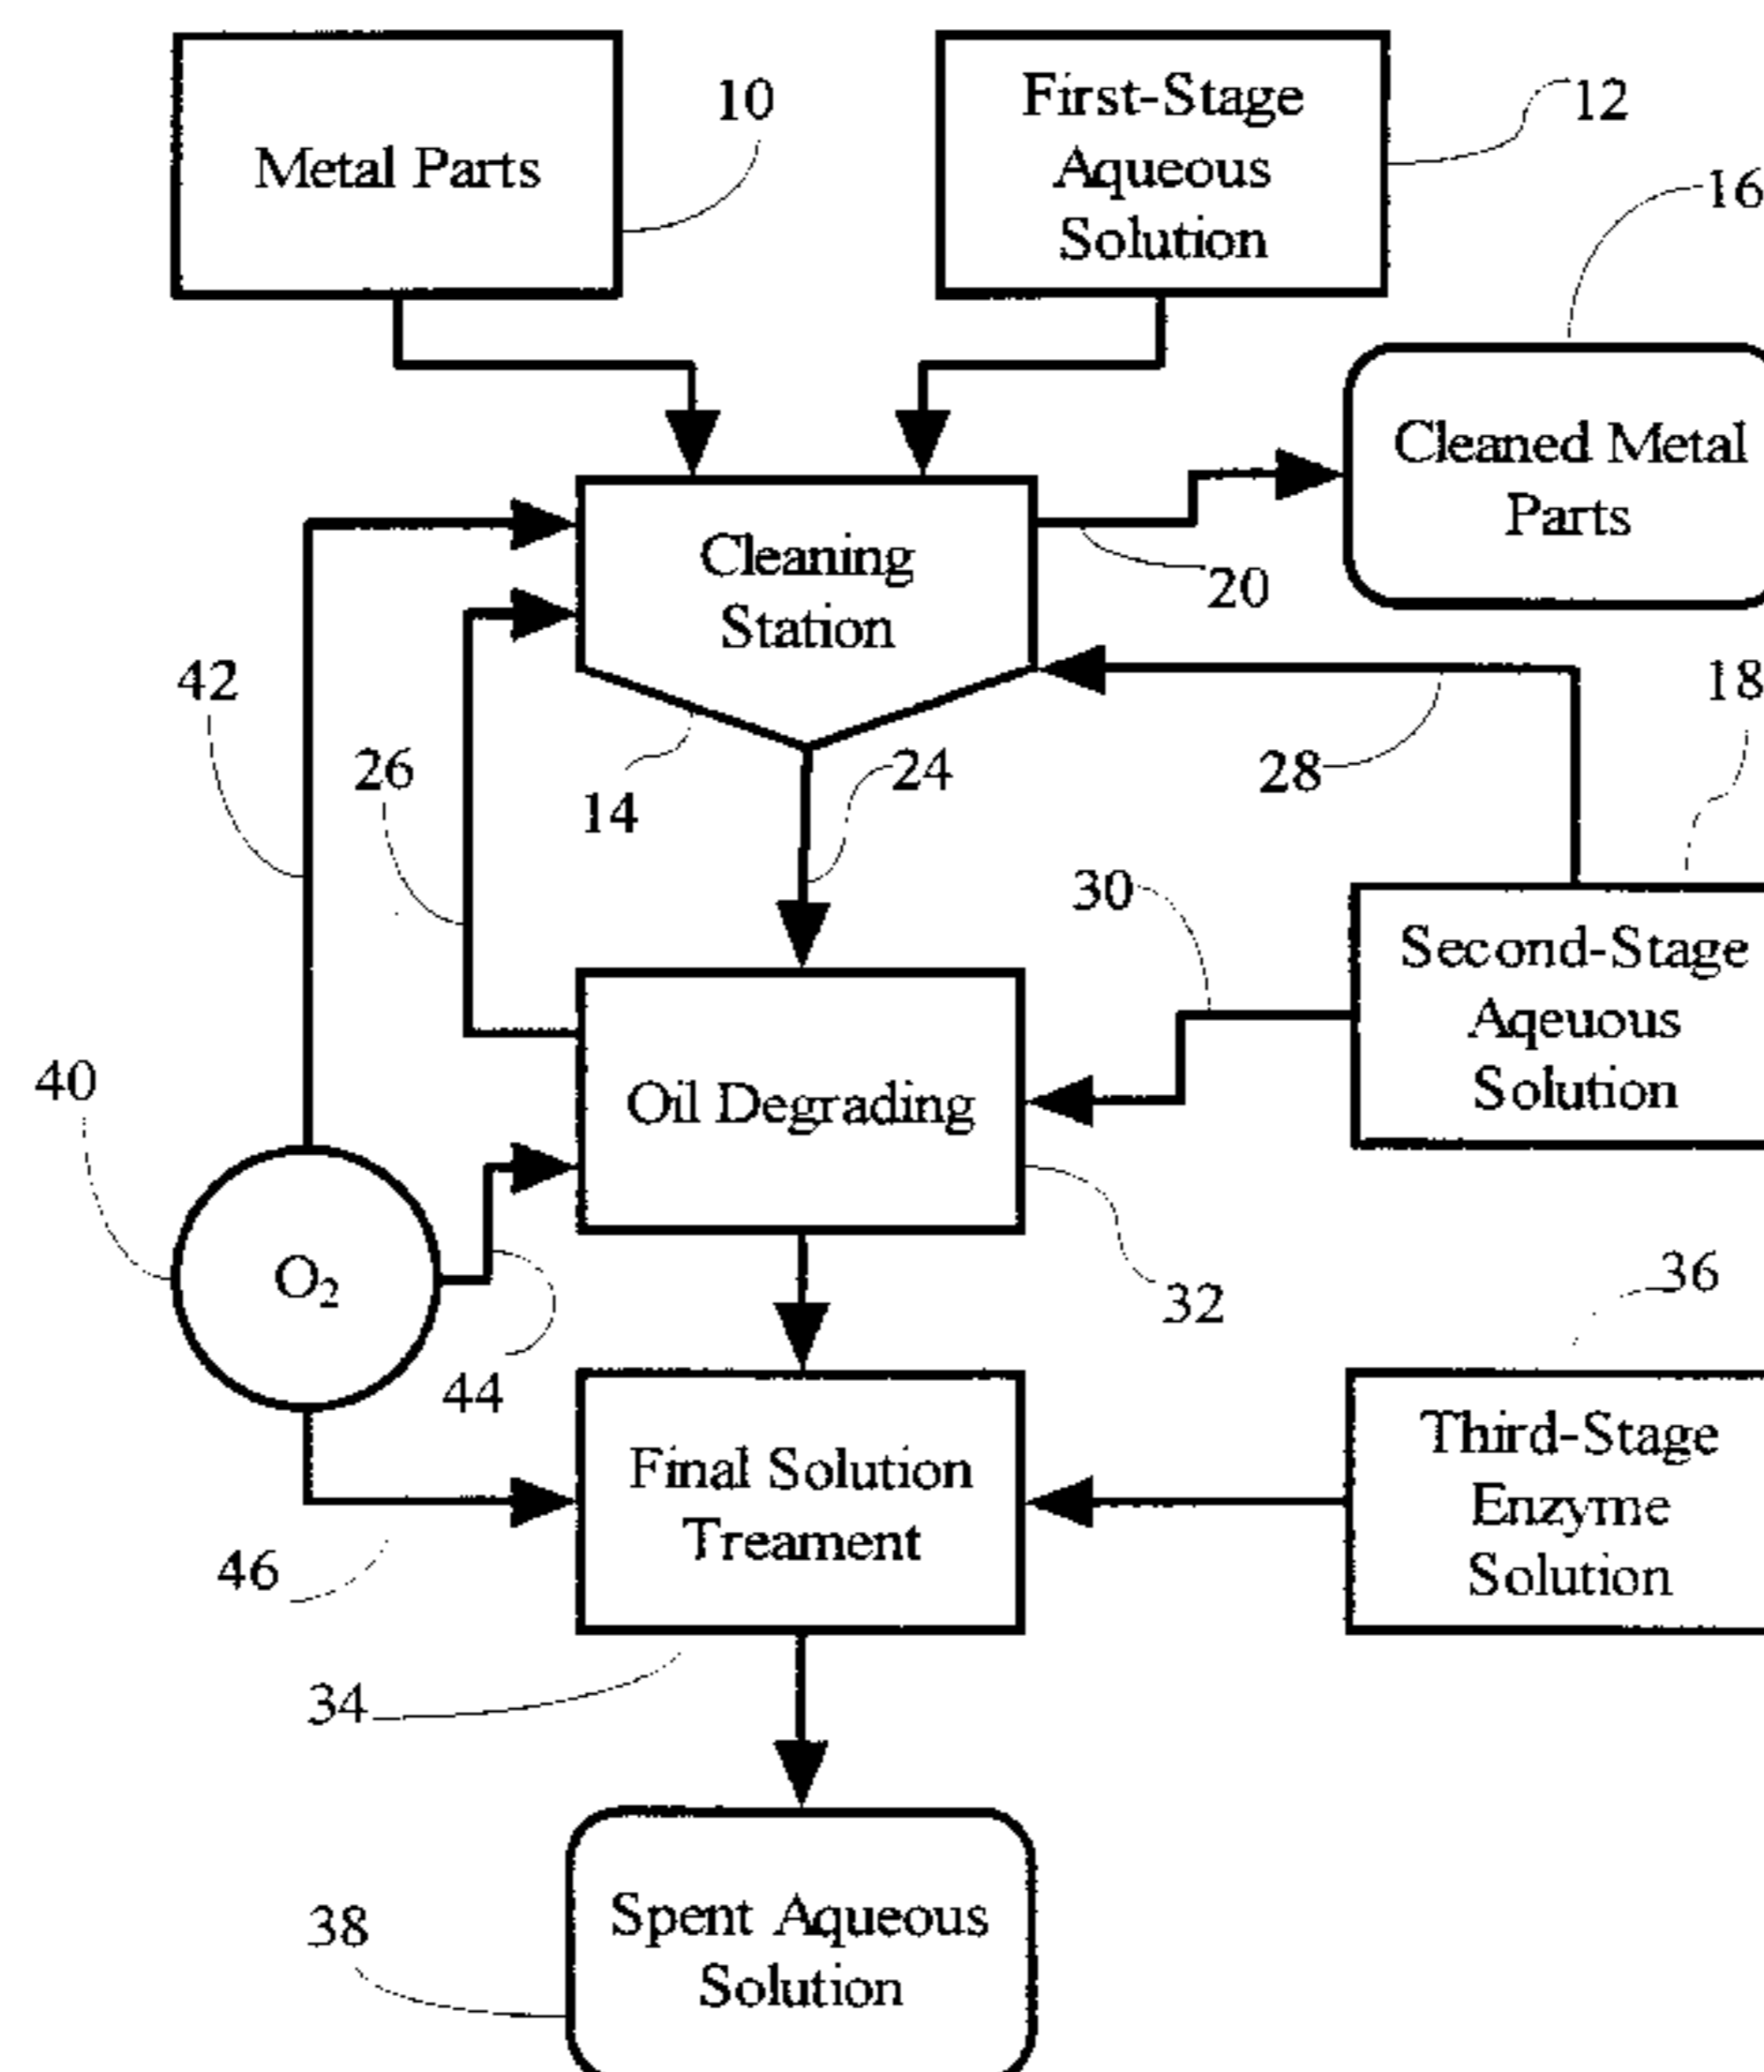 Metal Parts
10
First-Stage
Aqueous
Solution
12
16
Cleaned Metal
Parts
Cleaning
Station
20
42
26
14
24
28
18
30
Second-Stage
Aqeuous
Solution
40
Oil Degrading
O2
32
36
44
Final Solution
Treament
Third-Stage
Enzyme
Solution
46
34
38
Spent Aqueous
Solution